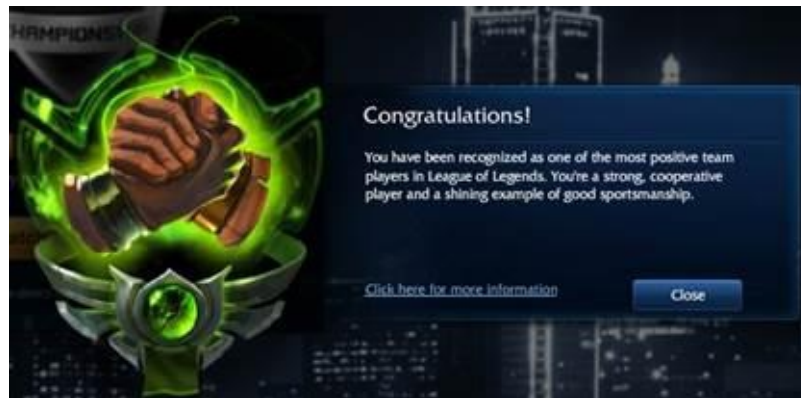 HAMPIONS
Congratulations!
You have been recognized as one of the most positive team
players in League of Legends. You're a strong, cooperative
player and a shining example of good sportsmanship.
Click here for more information
Close